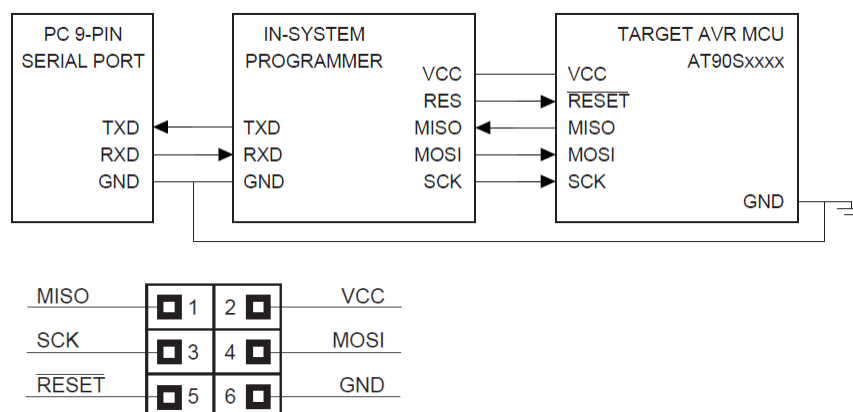 PC 9-PIN
SERIAL PORT
TXD
RXD
GND
IN-SYSTEM
PROGRAMMER
VCC
RES
MISO
MOSI
SCK
TXD
RXD
GND
TARGET AVR MCU
AT90SXXXX
VCC
RESET
MISO
MOSI
SCK
GND
MISO 1 2 VCC
SCK 3 4 MOSI
RESET 5 6 GND